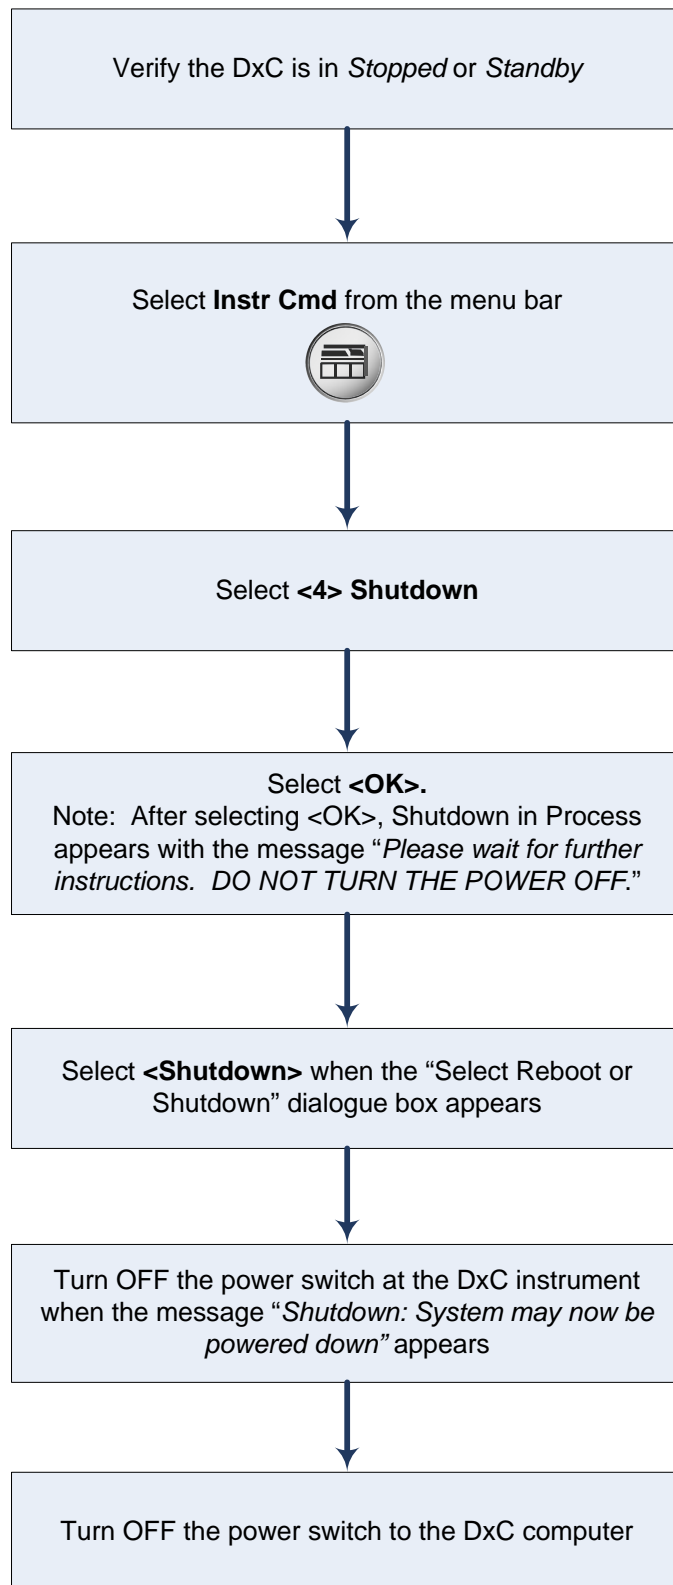 Verify the DxC is in Stopped or Standby
Select Instr Cmd from the menu bar
Select <4> Shutdown
Select <OK>.
Note:  After selecting <OK>, Shutdown in Process
appears with the message “Please wait for further
instructions.  DO NOT TURN THE POWER OFF.”
Select <Shutdown> when the “Select Reboot or
Shutdown” dialogue box appears
Turn OFF the power switch at the DxC instrument
when the message “Shutdown: System may now be
powered down” appears
Turn OFF the power switch to the DxC computer